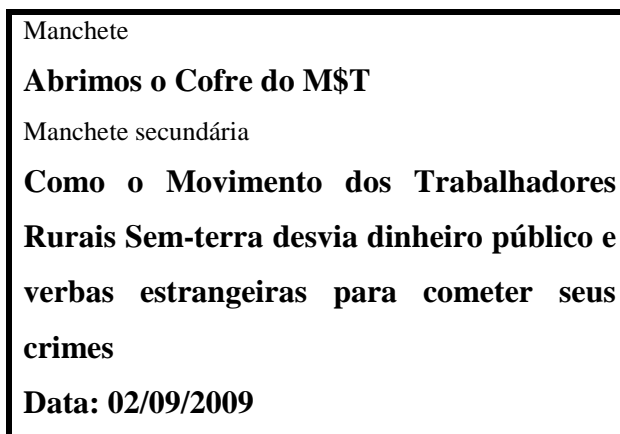 Manchete
Abrimos o Cofre do M$T
Manchete secundária
Como o Movimento dos Trabalhadores
Rurais Sem-terra desvia dinheiro público e
verbas estrangeiras para cometer seus
crimes
Data: 02/09/2009